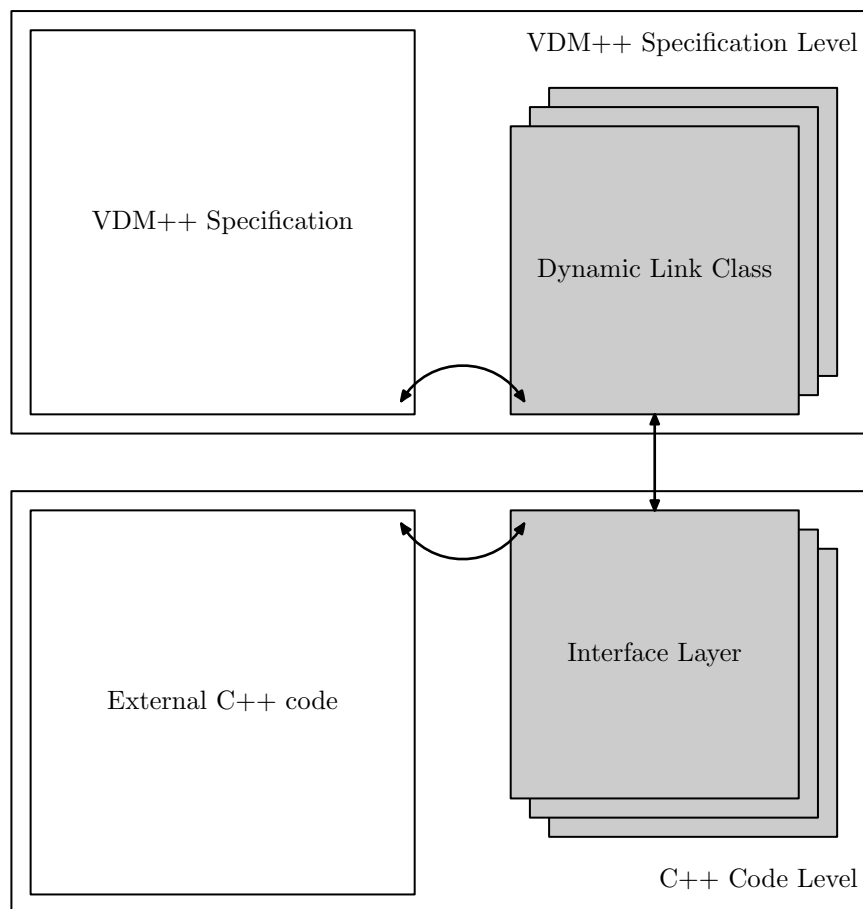 VDM++ Specification Level
VDM++ Specification
Dynamic Link Class
Interface Layer
External C++ code
C++ Code Level